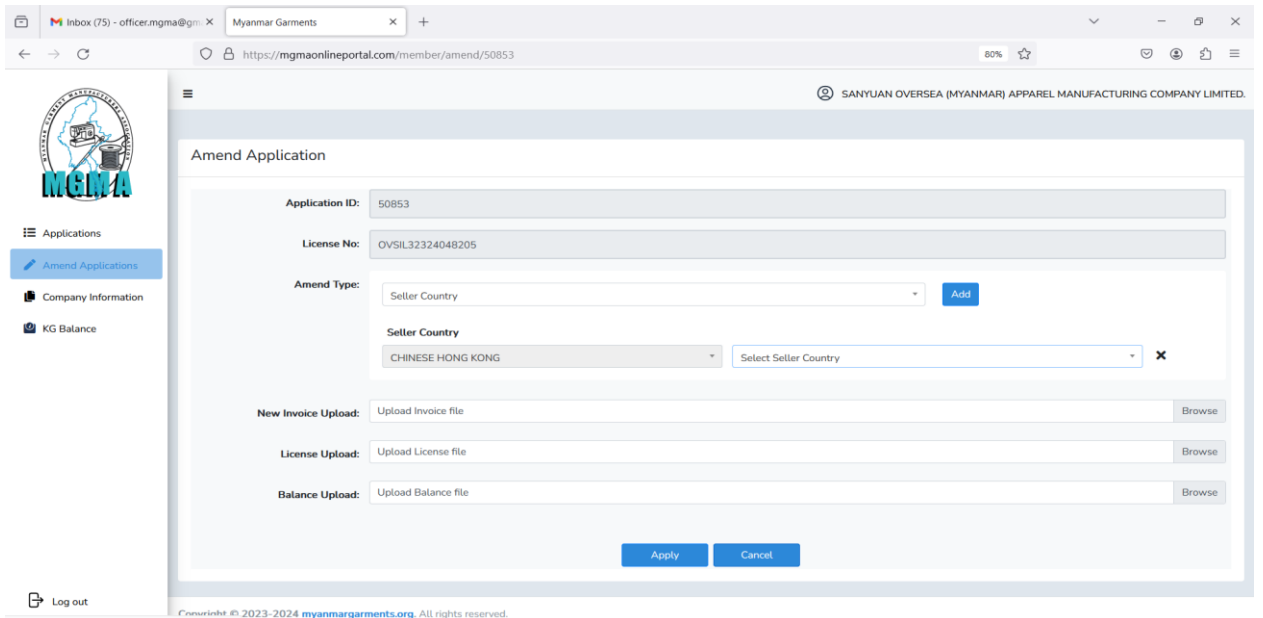 Inbox (75) - officer.mgma@gm
Myanmar Garments
https://mgmaonlineportal.com/member/amend/50853
80%
MYANMAR GARMENT MANUFACTURERS ASSOCIATION
MGMA
SANYUAN OVERSEA (MYANMAR) APPAREL MANUFACTURING COMPANY LIMITED.
Applications
Amend Applications
Company Information
KG Balance
Log out
Amend Application
Application ID: 50853
License No: OVSIL32324048205
Amend Type: Seller Country Add
Seller Country
CHINESE HONG KONG Select Seller Country
New Invoice Upload: Upload Invoice file Browse
License Upload: Upload License file Browse
Balance Upload: Upload Balance file Browse
Apply Cancel
Copyright © 2023-2024 myanmargarments.org. All rights reserved.